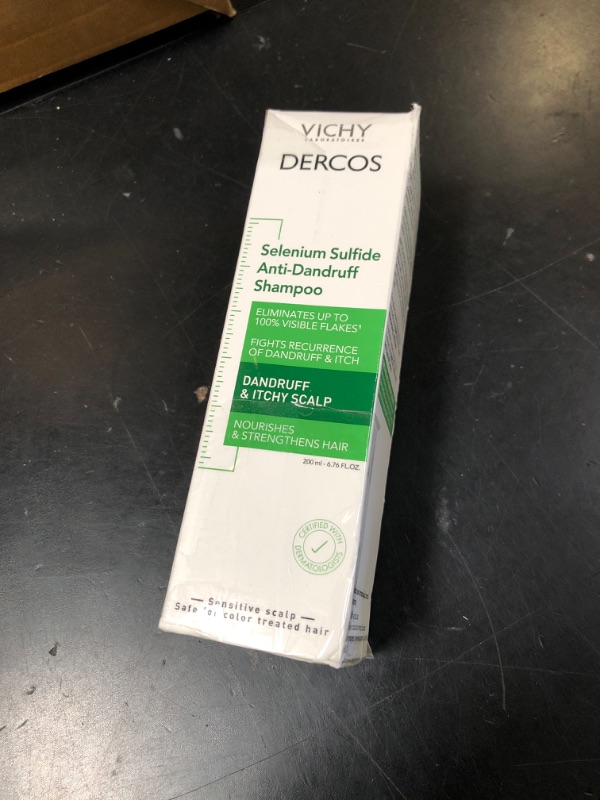 VICHY
LABORATOIRES
DERCOS
Selenium Sulfide
Anti-Dandruff
Shampoo
ELIMINATES UP TO
100% VISIBLE FLAKES¹
FIGHTS RECURRENCE
OF DANDRUFF & ITCH
DANDRUFF
& ITCHY SCALP
NOURISHES
& STRENGTHENS HAIR
200 ml - 6.76 FL.OZ.
CERTIFIED WITH
DERMATOLOGISTS
Sensitive scalp
Safe for color treated hair